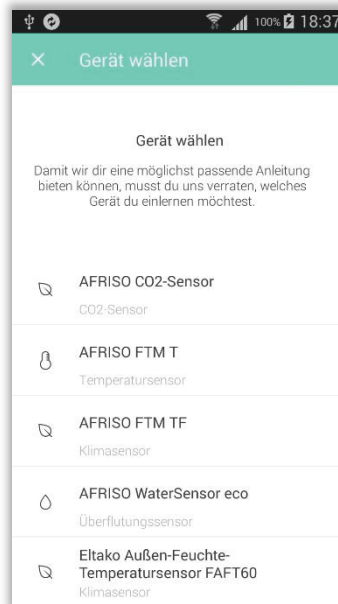 100% 18:37
Gerät wählen
Gerät wählen
Damit wir dir eine möglichst passende Anleitung
bieten können, musst du uns verraten, welches
Gerät du einlernen möchtest.
AFRISO CO2-Sensor
CO2-Sensor
AFRISO FTM T
Temperatursensor
AFRISO FTM TF
Klimasensor
AFRISO WaterSensor eco
Überflutungssensor
Eltako Außen-Feuchte-
Temperatursensor FAFT60
Klimasensor